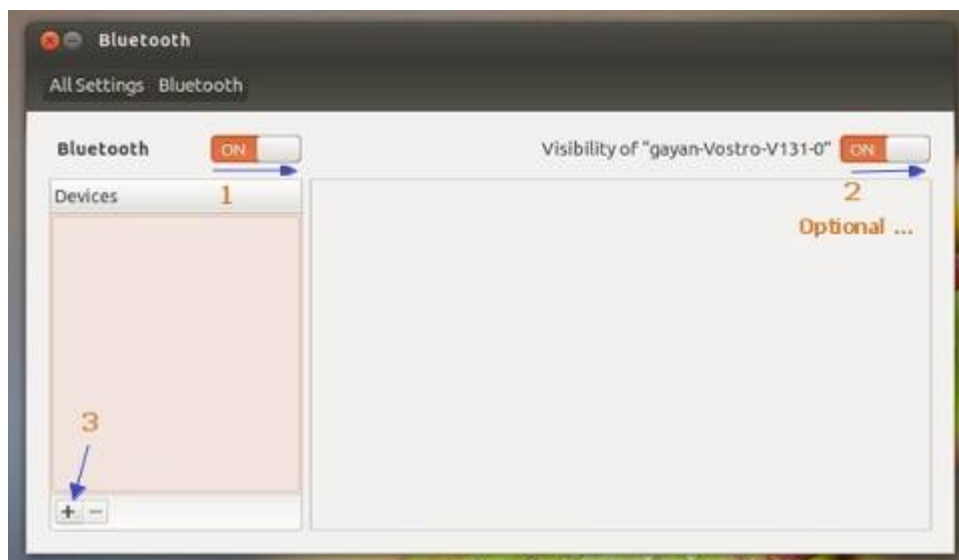 Bluetooth
All Settings Bluetooth
Bluetooth ON Visibility of "gayan-Vostro-V131-0" ON
Devices 1 2
Optional ...
3
+ −